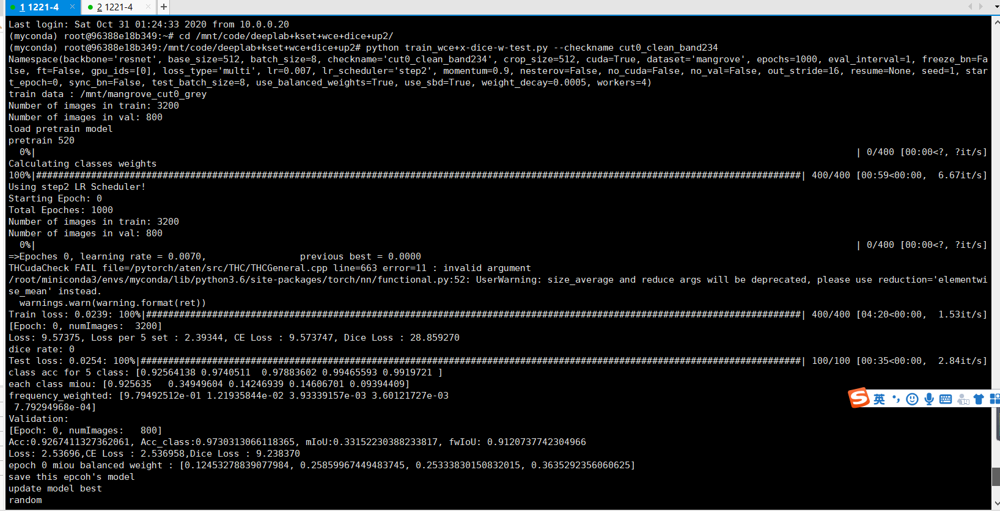 1 1221-4 × 2 1221-4 × +
Last login: Sat Oct 31 01:24:33 2020 from 10.0.0.20
(myconda) root@96388e18b349:~# cd /mnt/code/deeplab+kset+wce+dice+up2/
(myconda) root@96388e18b349:/mnt/code/deeplab+kset+wce+dice+up2# python train_wce+x-dice-w-test.py --checkname cut0_clean_band234
Namespace(backbone='resnet', base_size=512, batch_size=8, checkname='cut0_clean_band234', crop_size=512, cuda=True, dataset='mangrove', epochs=1000, eval_interval=1, freeze_bn=Fa
lse, ft=False, gpu_ids=[0], loss_type='multi', lr=0.007, lr_scheduler='step2', momentum=0.9, nesterov=False, no_cuda=False, no_val=False, out_stride=16, resume=None, seed=1, star
t_epoch=0, sync_bn=False, test_batch_size=8, use_balanced_weights=True, use_sbd=True, weight_decay=0.0005, workers=4)
train data : /mnt/mangrove_cut0_grey
Number of images in train: 3200
Number of images in val: 800
load pretrain model
pretrain 520
0%| | 0/400 [00:00<?, ?it/s]
Calculating classes weights
100%|###########################################################################################################################################| 400/400 [00:59<00:00, 6.67it/s]
Using step2 LR Scheduler!
Starting Epoch: 0
Total Epoches: 1000
Number of images in train: 3200
Number of images in val: 800
0%| | 0/400 [00:00<?, ?it/s]
=>Epoches 0, learning rate = 0.0070, previous best = 0.0000
THCudaCheck FAIL file=/pytorch/aten/src/THC/THCGeneral.cpp line=663 error=11 : invalid argument
/root/miniconda3/envs/myconda/lib/python3.6/site-packages/torch/nn/functional.py:52: UserWarning: size_average and reduce args will be deprecated, please use reduction='elementwi
se_mean' instead.
warnings.warn(warning.format(ret))
Train loss: 0.0239: 100%|#######################################################################################################################| 400/400 [04:20<00:00, 1.53it/s]
[Epoch: 0, numImages: 3200]
Loss: 9.57375, Loss per 5 set : 2.39344, CE Loss : 9.573747, Dice Loss : 28.859270
dice rate: 0
Test loss: 0.0254: 100%|########################################################################################################################| 100/100 [00:35<00:00, 2.84it/s]
class acc for 5 class: [0.92564138 0.9740511 0.97883602 0.99465593 0.9919721 ]
each class miou: [0.925635 0.34949604 0.14246939 0.14606701 0.09394409]
frequency_weighted: [9.79492512e-01 1.21935844e-02 3.93339157e-03 3.60121727e-03
7.79294968e-04]
Validation:
[Epoch: 0, numImages: 800]
Acc:0.9267411327362061, Acc_class:0.9730313066118365, mIoU:0.33152230388233817, fwIoU: 0.9120737742304966
Loss: 2.53696,CE Loss : 2.536958,Dice Loss : 9.238370
epoch 0 miou balanced weight : [0.12453278839077984, 0.25859967449483745, 0.25333830150832015, 0.3635292356060625]
save this epcoh's model
update model best
random
S英